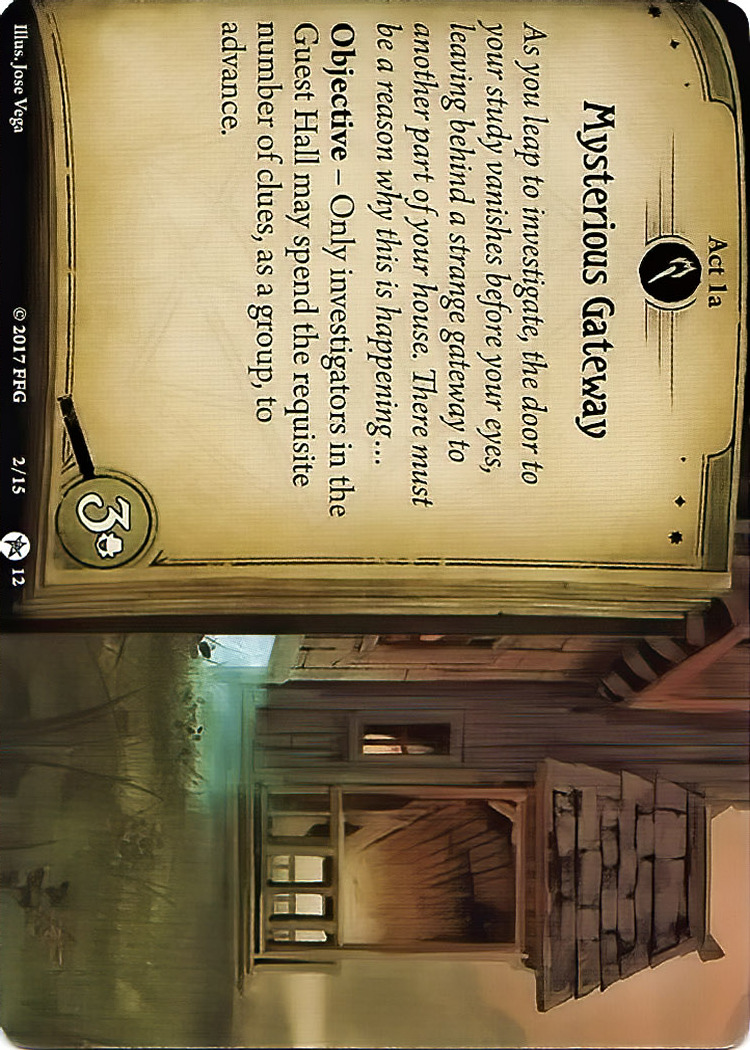 Act 1a
Mysterious Gateway
As you leap to investigate, the door to
your study vanishes before your eyes,
leaving behind a strange gateway to
another part of your house. There must
be a reason why this is happening…
Objective – Only investigators in the
Guest Hall may spend the requisite
number of clues, as a group, to
advance.
3
Illus. Jose Vega © 2017 FFG 2/15 12